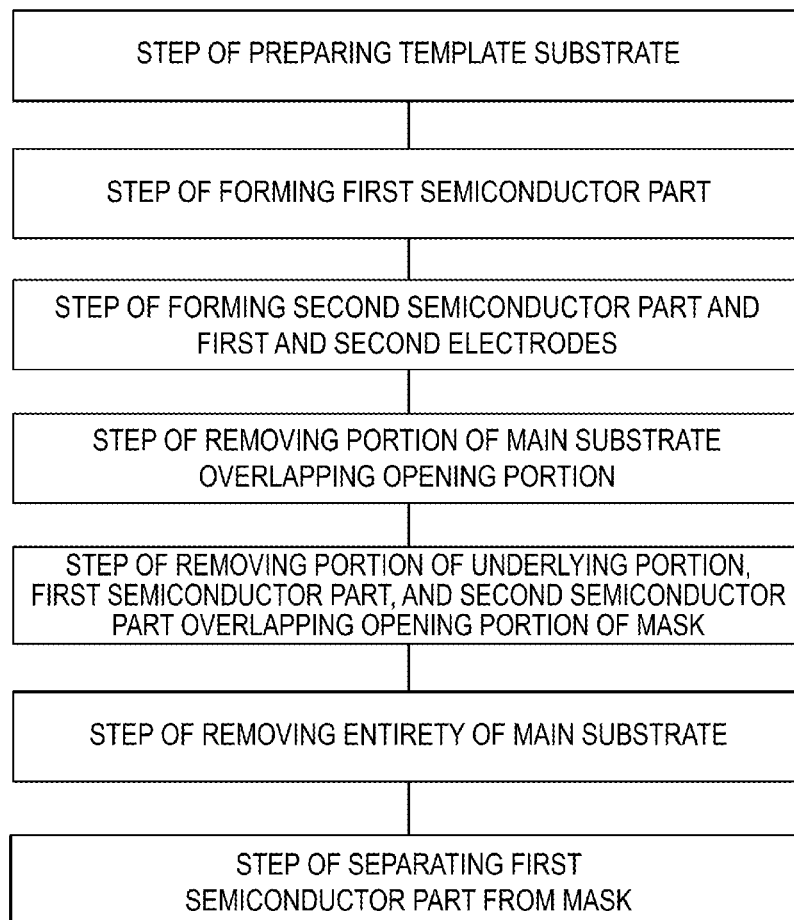 STEP OF PREPARING TEMPLATE SUBSTRATE
STEP OF FORMING FIRST SEMICONDUCTOR PART
STEP OF FORMING SECOND SEMICONDUCTOR PART AND
FIRST AND SECOND ELECTRODES
STEP OF REMOVING PORTION OF MAIN SUBSTRATE
OVERLAPPING OPENING PORTION
STEP OF REMOVING PORTION OF UNDERLYING PORTION,
FIRST SEMICONDUCTOR PART, AND SECOND SEMICONDUCTOR
PART OVERLAPPING OPENING PORTION OF MASK
STEP OF REMOVING ENTIRETY OF MAIN SUBSTRATE
STEP OF SEPARATING FIRST
SEMICONDUCTOR PART FROM MASK